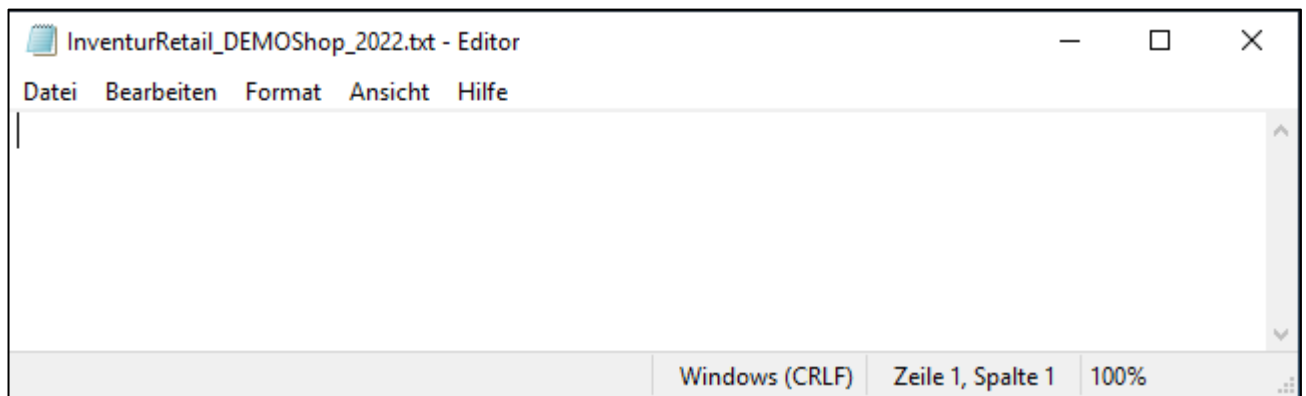 InventurRetail_DEMOShop_2022.txt - Editor
Datei Bearbeiten Format Ansicht Hilfe
Windows (CRLF) Zeile 1, Spalte 1 100%